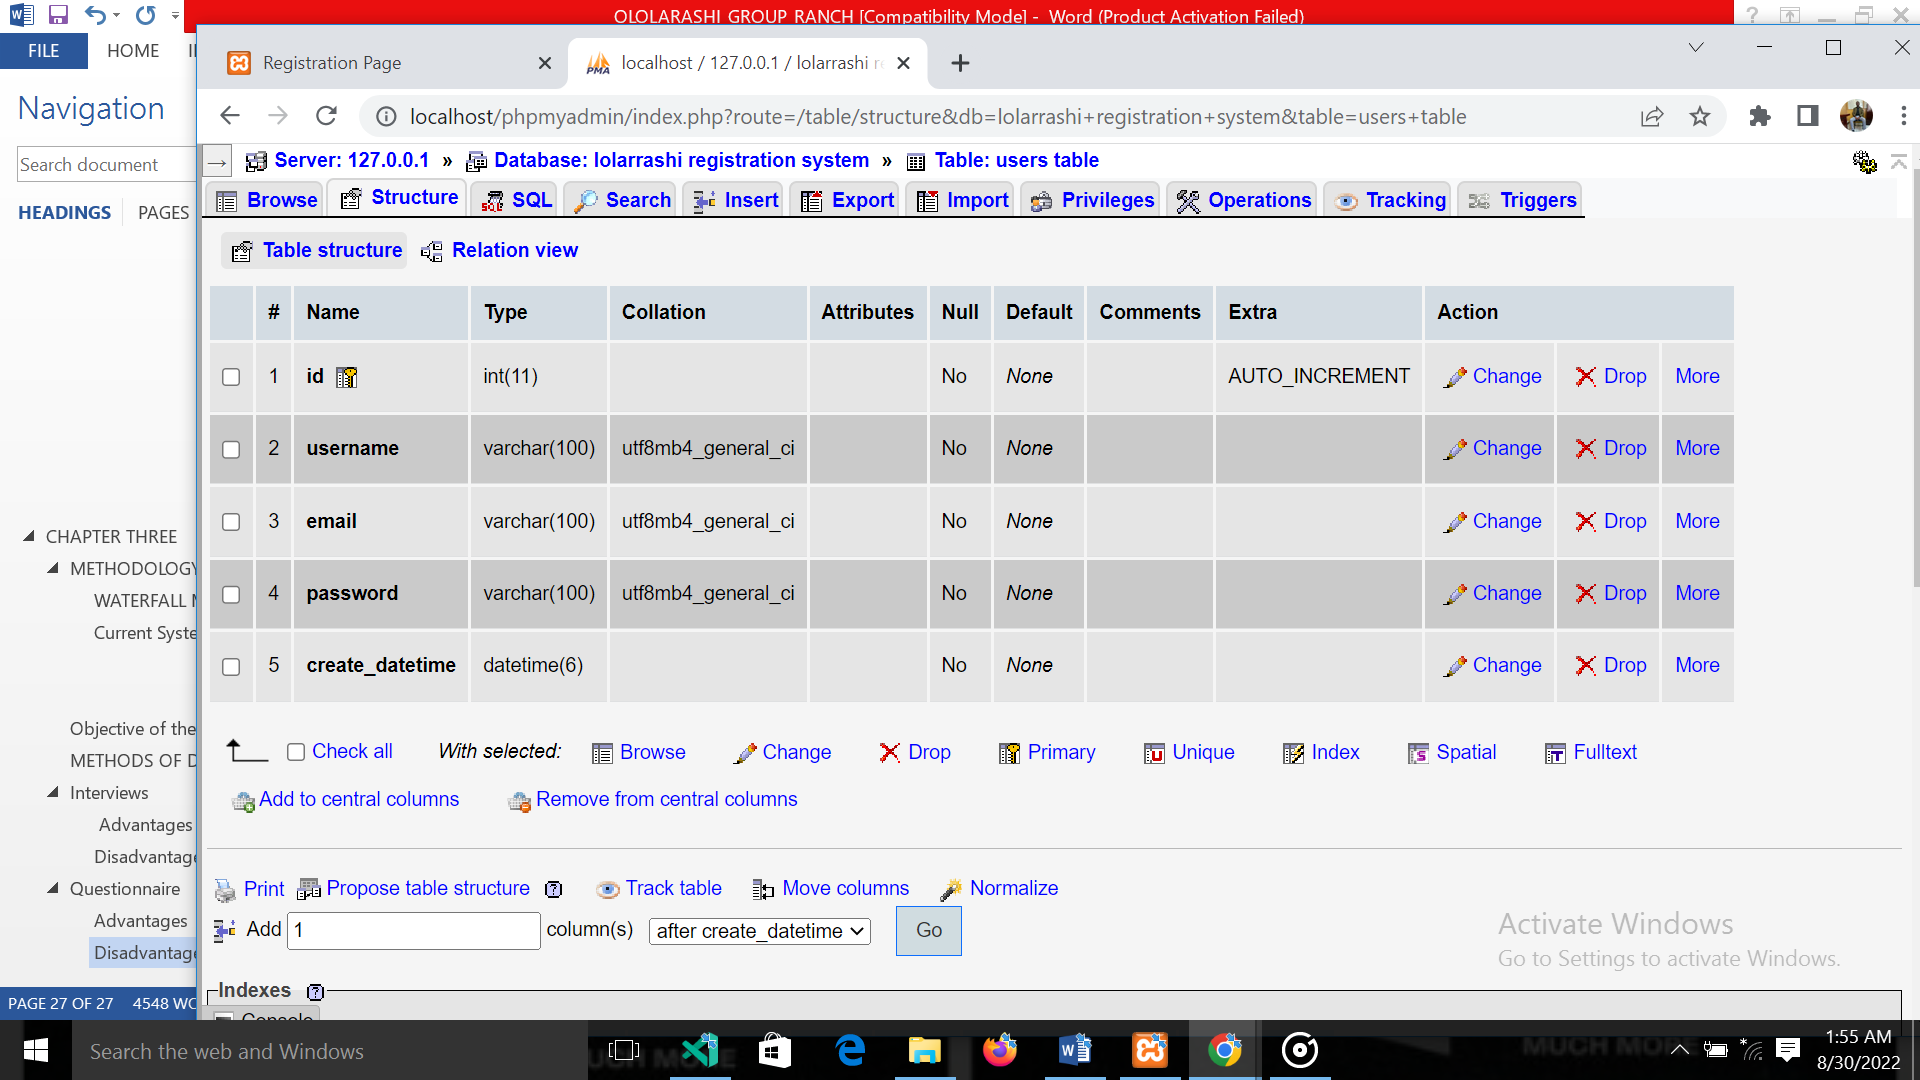 OLOLARASHI GROUP RANCH [Compatibility Mode] - Word (Product Activation Failed)
FILE HOME
Registration Page
localhost / 127.0.0.1 / lolarrashi re
Navigation
localhost/phpmyadmin/index.php?route=/table/structure&db=lolarrashi+registration+system&table=users+table
Search document
Server: 127.0.0.1 » Database: lolarrashi registration system » Table: users table
HEADINGS PAGES
Browse Structure SQL Search Insert Export Import Privileges Operations Tracking Triggers
Table structure Relation view
# Name Type Collation Attributes Null Default Comments Extra Action
1 id int(11) No None AUTO_INCREMENT Change Drop More
2 username varchar(100) utf8mb4_general_ci No None Change Drop More
3 email varchar(100) utf8mb4_general_ci No None Change Drop More
4 password varchar(100) utf8mb4_general_ci No None Change Drop More
5 create_datetime datetime(6) No None Change Drop More
CHAPTER THREE
METHODOLOGY
WATERFALL M
Current Syste
Objective of the
METHODS OF D
Interviews
Advantages
Disadvantage
Questionnaire
Advantages
Disadvantage
Check all With selected: Browse Change Drop Primary Unique Index Spatial Fulltext
Add to central columns Remove from central columns
Print Propose table structure Track table Move columns Normalize
Add 1 column(s) after create_datetime Go
Activate Windows
Go to Settings to activate Windows.
Indexes
Console
PAGE 27 OF 27 4548 WO
Search the web and Windows
MUCH MORE
1:55 AM
8/30/2022